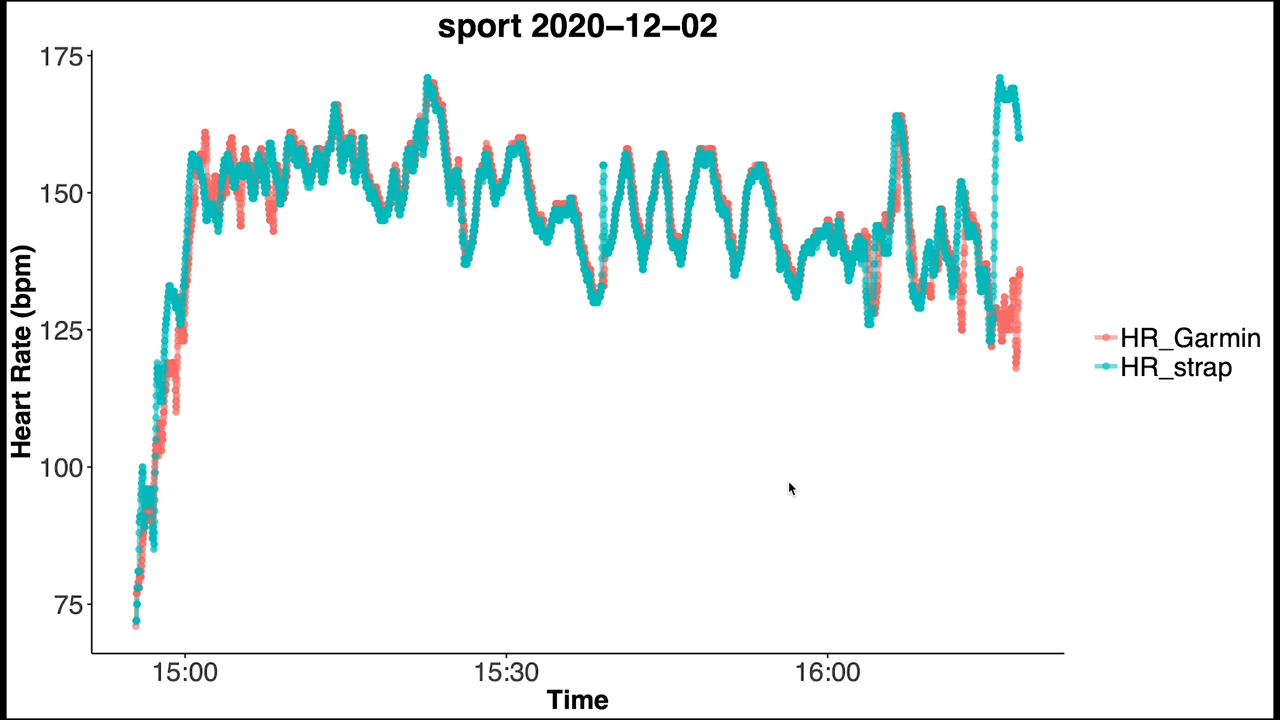 sport 2020−12−02
175
150
125
100
75
Heart Rate (bpm)
15:00 15:30 16:00
Time
HR_Garmin
HR_strap